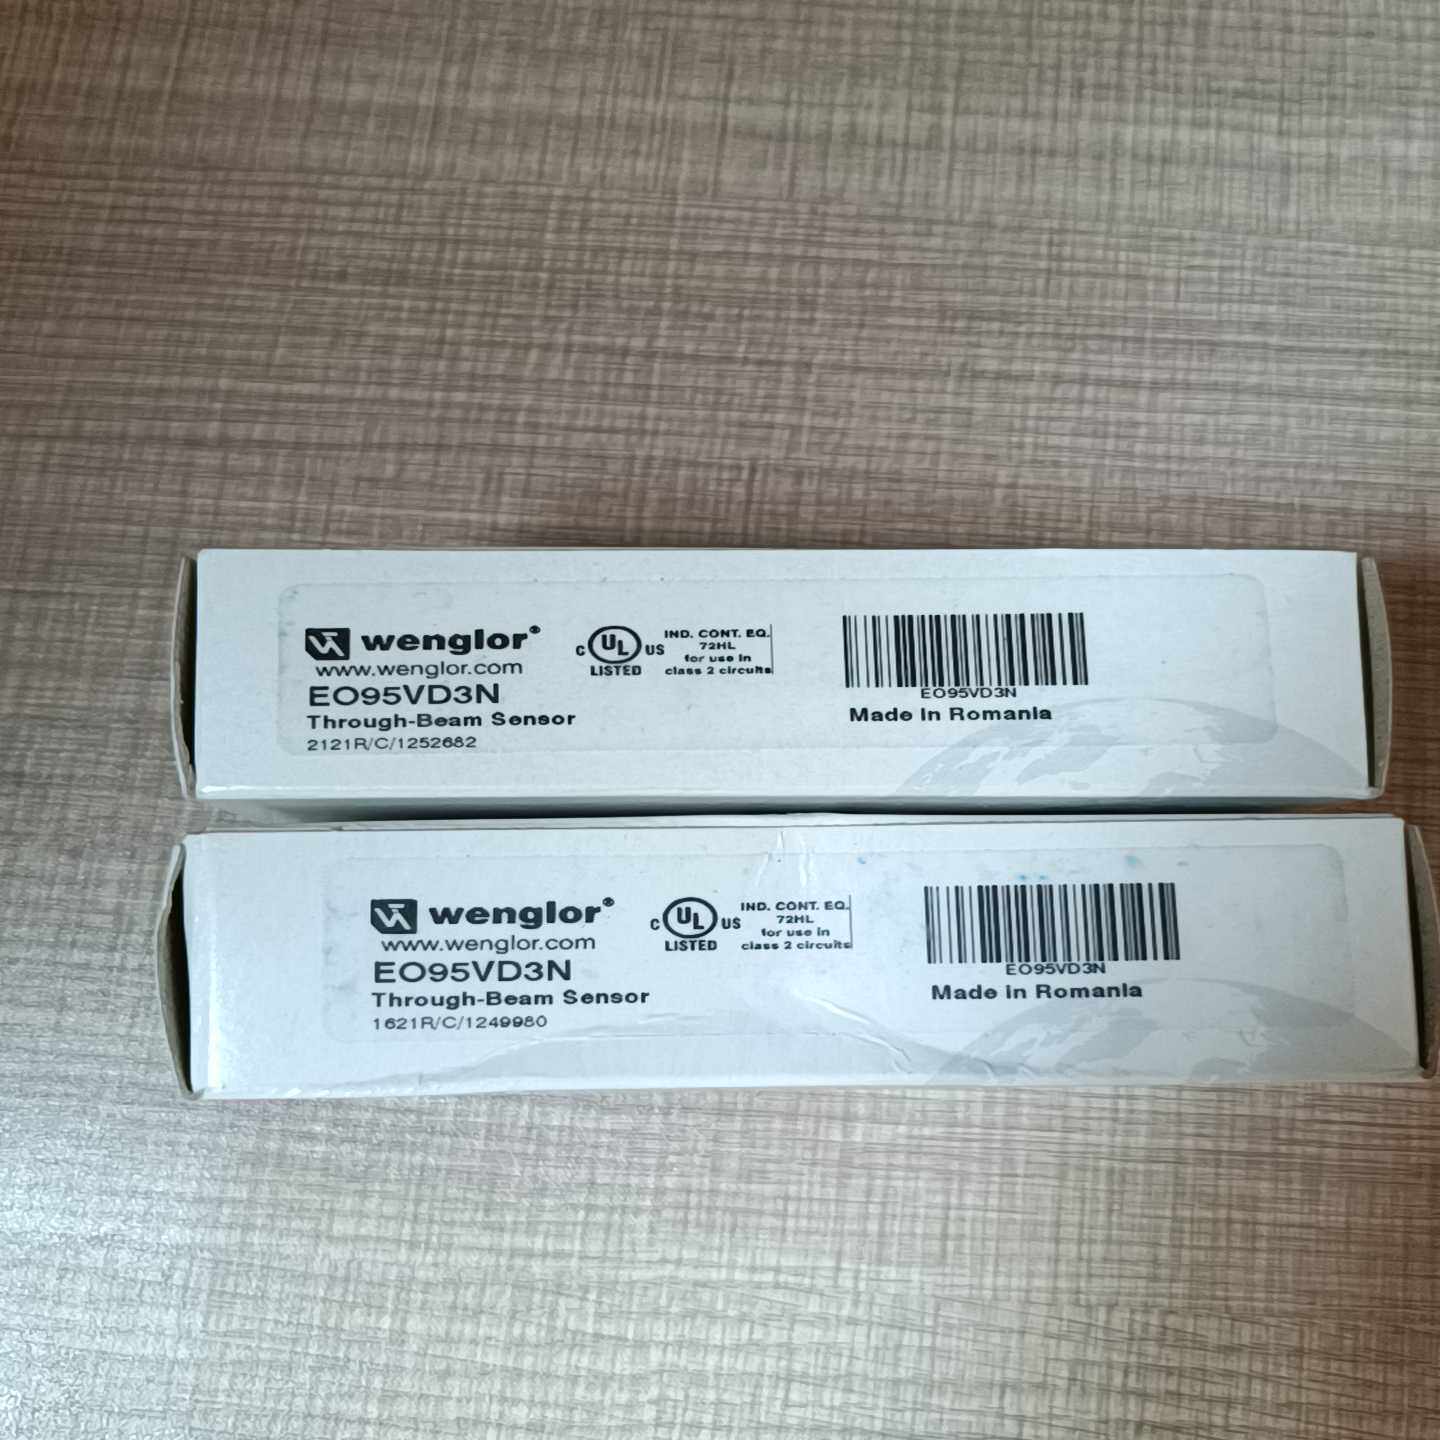 wenglor®
www.wenglor.com
EO95VD3N
Through-Beam Sensor
2121R/C/1252682
C UL US
LISTED
IND. CONT. EQ.
72HL
for use in
class 2 circuits
EO95VD3N
Made in Romania
wenglor®
www.wenglor.com
EO95VD3N
Through-Beam Sensor
1621R/C/1249980
C UL US
LISTED
IND. CONT. EQ.
72HL
for use in
class 2 circuits
EO95VD3N
Made in Romania